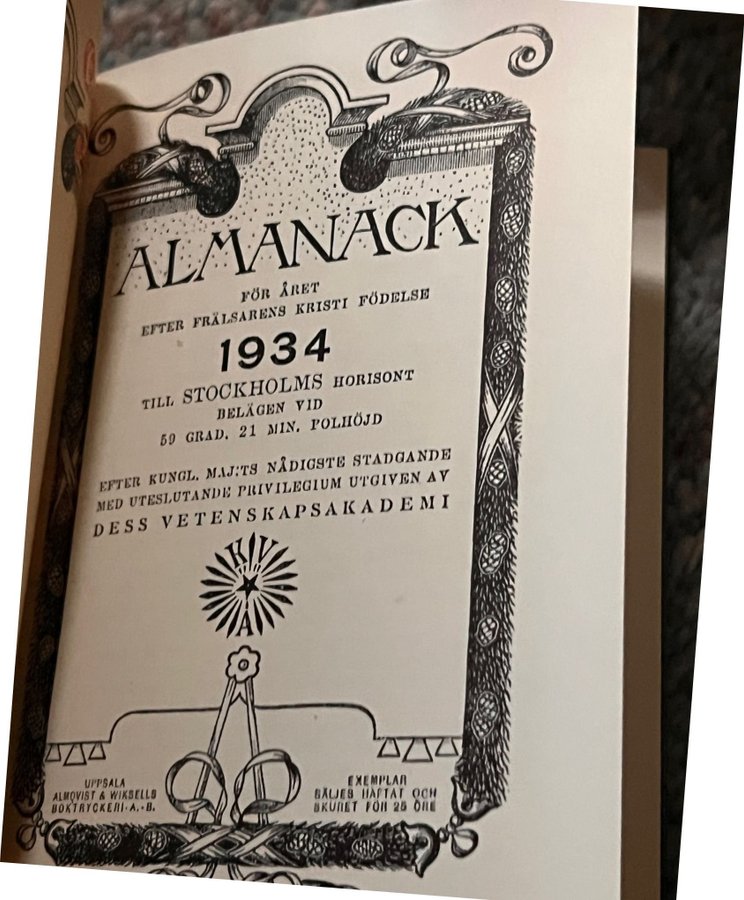 ALMANACK
FÖR ÅRET
EFTER FRÄLSARENS KRISTI FÖDELSE
1934
TILL STOCKHOLMS HORISONT
BELÄGEN VID
59 GRAD. 21 MIN. POLHÖJD
EFTER KUNGL. MAJ:TS NÅDIGSTE STADGANDE
MED UTESLUTANDE PRIVILEGIUM UTGIVEN AV
DESS VETENSKAPSAKADEMI
K V
A
UPPSALA
ALMQVIST & WIKSELLS
BOKTRYCKERI-A.-B.
EXEMPLAR
SÄLJES HÄFTAT OCH
SKURET FÖR 25 ÖRE